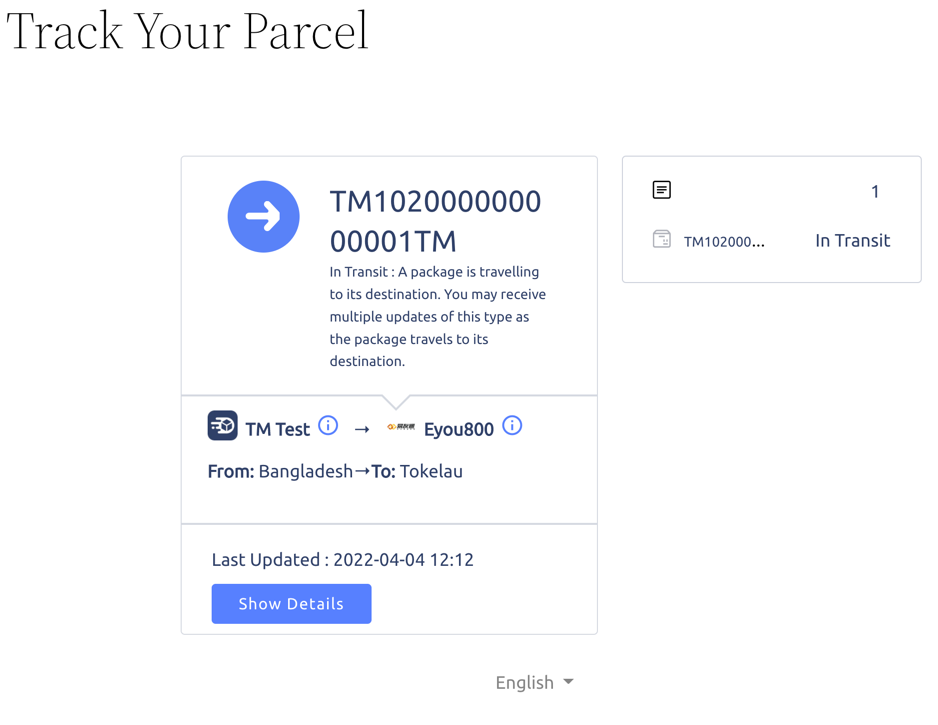 Track Your Parcel
TM1020000000
00001TM
In Transit : A package is travelling
to its destination. You may receive
multiple updates of this type as
the package travels to its
destination.
TM Test → Eyou800
From: Bangladesh→To: Tokelau
Last Updated : 2022-04-04 12:12
Show Details
1
TM102000... In Transit
English